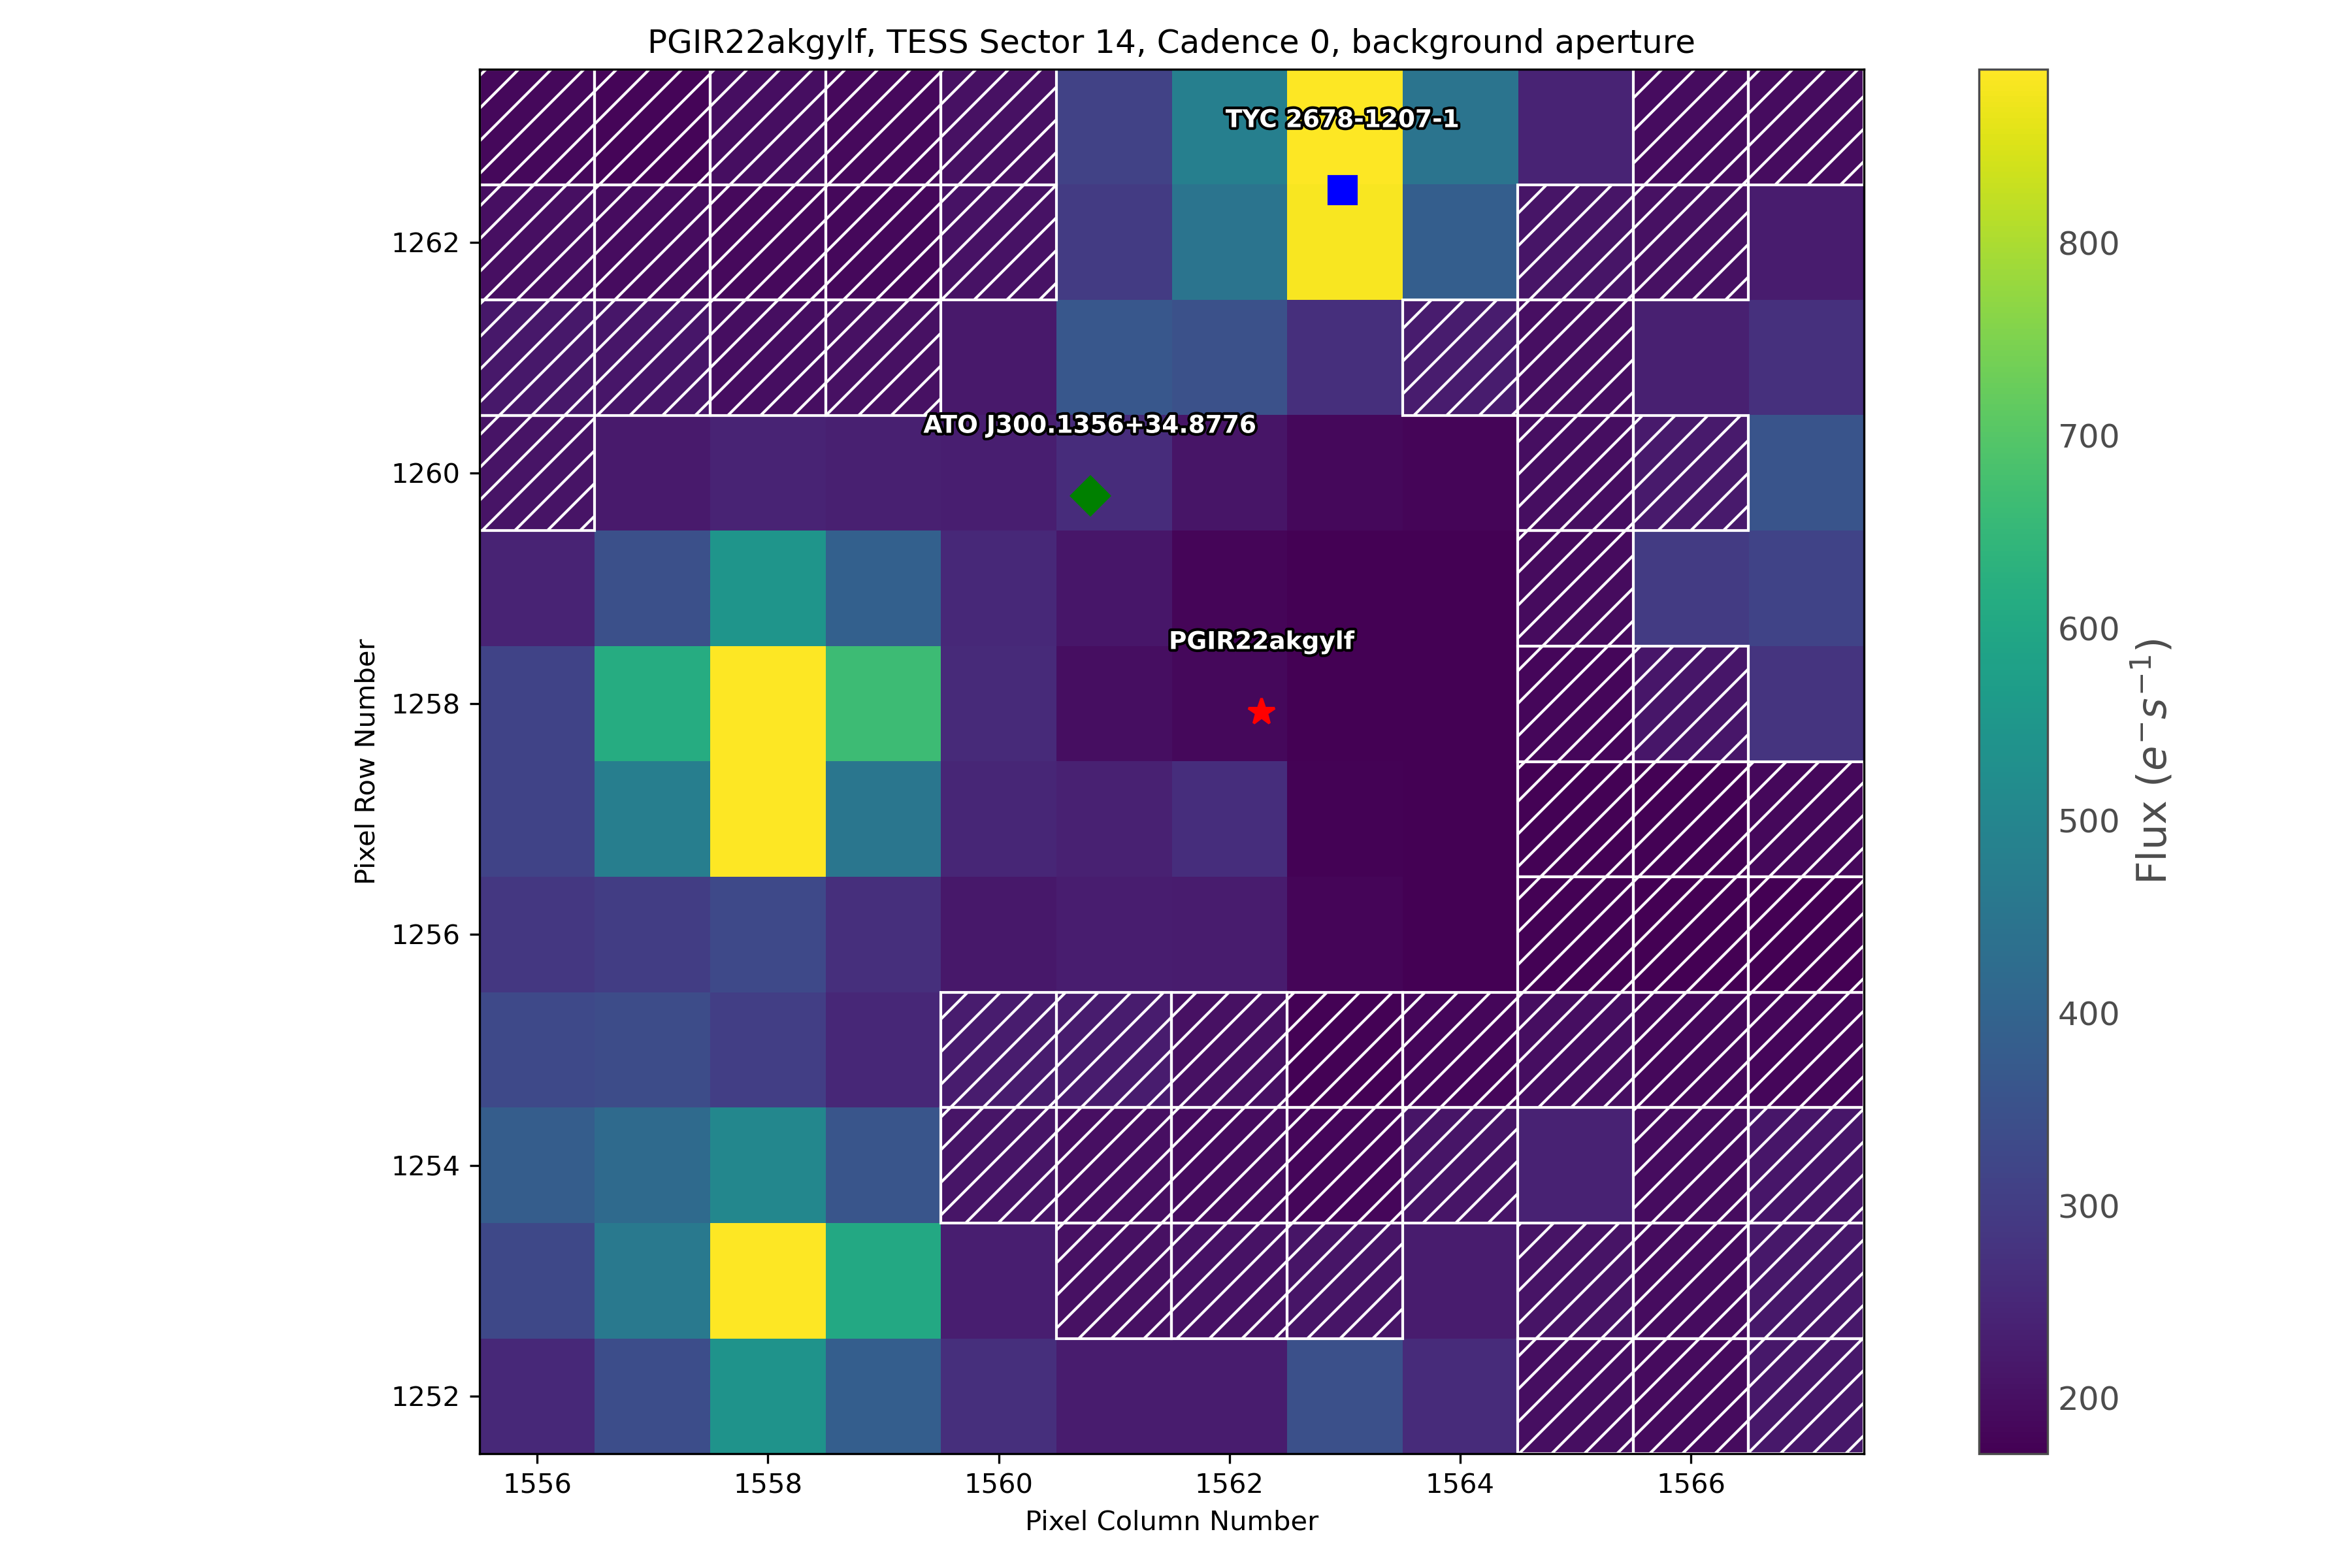 PGIR22akgylf, TESS Sector 14, Cadence 0, background aperture
TYC 2678-1207-1
ATO J300.1356+34.8776
PGIR22akgylf
Pixel Row Number
1262
1260
1258
1256
1254
1252
1556 1558 1560 1562 1564 1566
Pixel Column Number
800
700
600
500
400
300
200
Flux (e⁻s⁻¹)